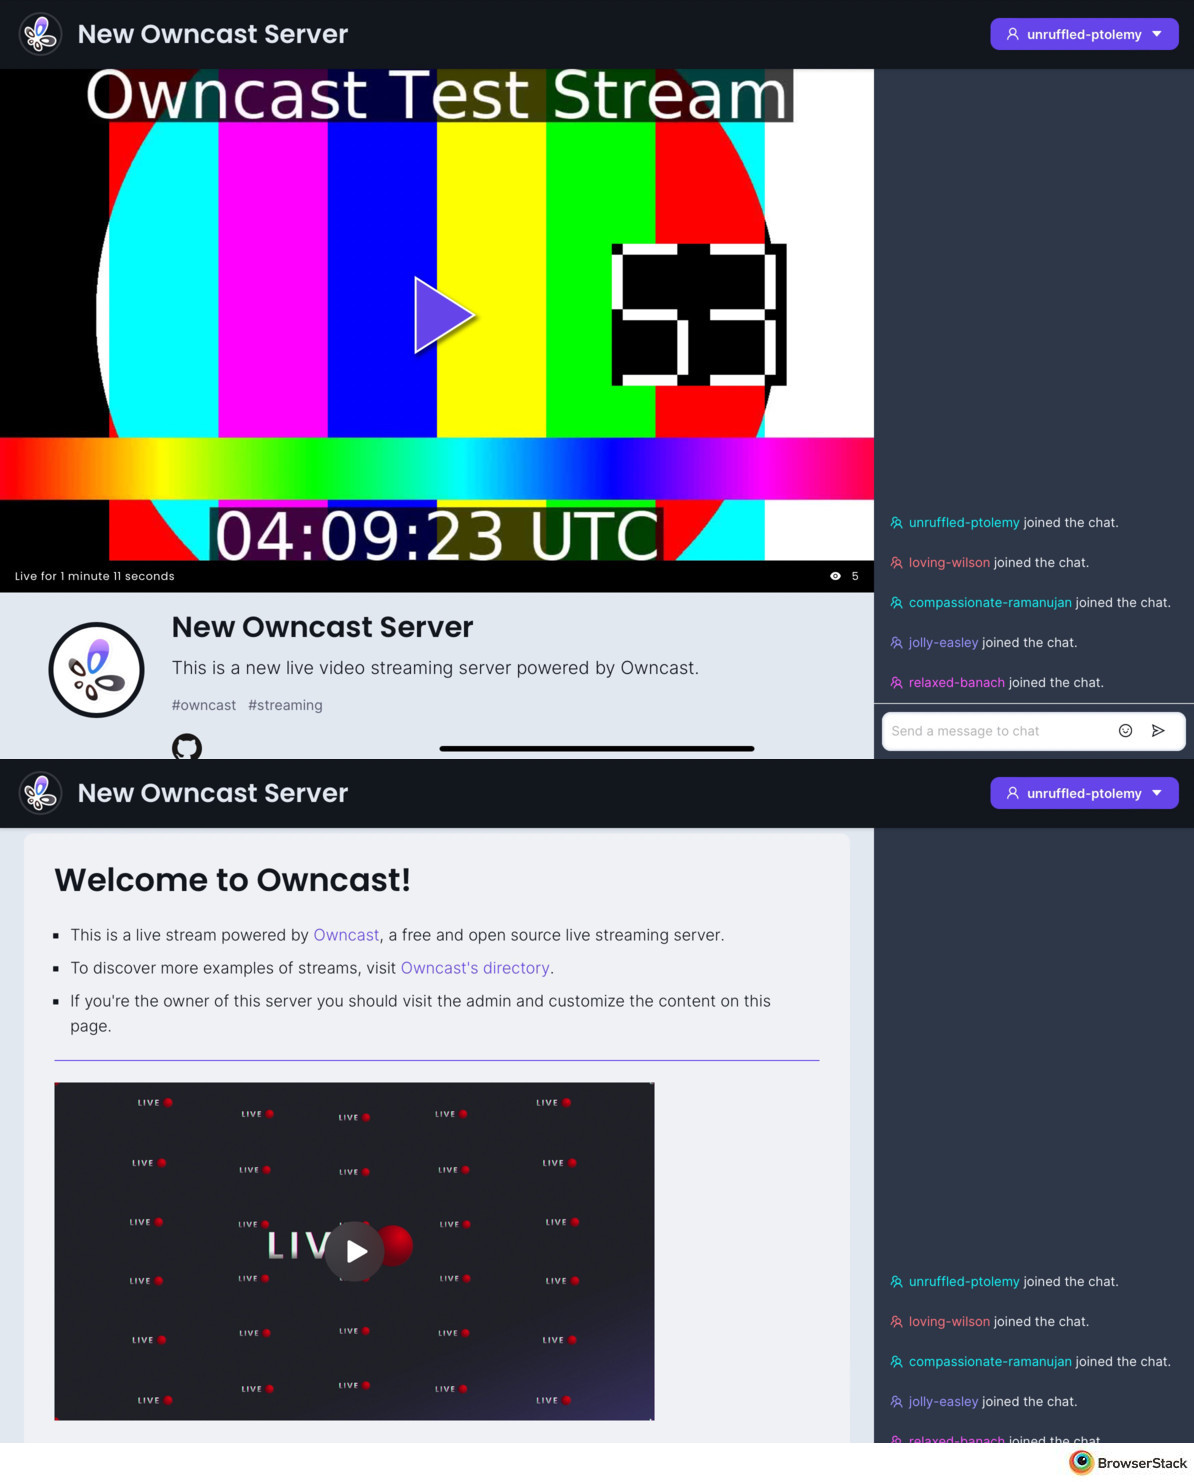 New Owncast Server
unruffled-ptolemy
Owncast Test Stream
53
04:09:23 UTC
Live for 1 minute 11 seconds
5
New Owncast Server
This is a new live video streaming server powered by Owncast.
#owncast #streaming
unruffled-ptolemy joined the chat.
loving-wilson joined the chat.
compassionate-ramanujan joined the chat.
jolly-easley joined the chat.
relaxed-banach joined the chat.
Send a message to chat
New Owncast Server
unruffled-ptolemy
Welcome to Owncast!
This is a live stream powered by Owncast, a free and open source live streaming server.
To discover more examples of streams, visit Owncast's directory.
If you're the owner of this server you should visit the admin and customize the content on this
page.
LIVE LIVE LIVE LIVE LIVE
LIVE LIVE LIVE LIVE LIVE
LIVE LIVE LIVE LIVE
LIV
LIVE LIVE LIVE LIVE
LIVE LIVE LIVE LIVE LIVE
LIVE LIVE LIVE LIVE LIVE
unruffled-ptolemy joined the chat.
loving-wilson joined the chat.
compassionate-ramanujan joined the chat.
jolly-easley joined the chat.
relaxed-banach joined the chat.
BrowserStack